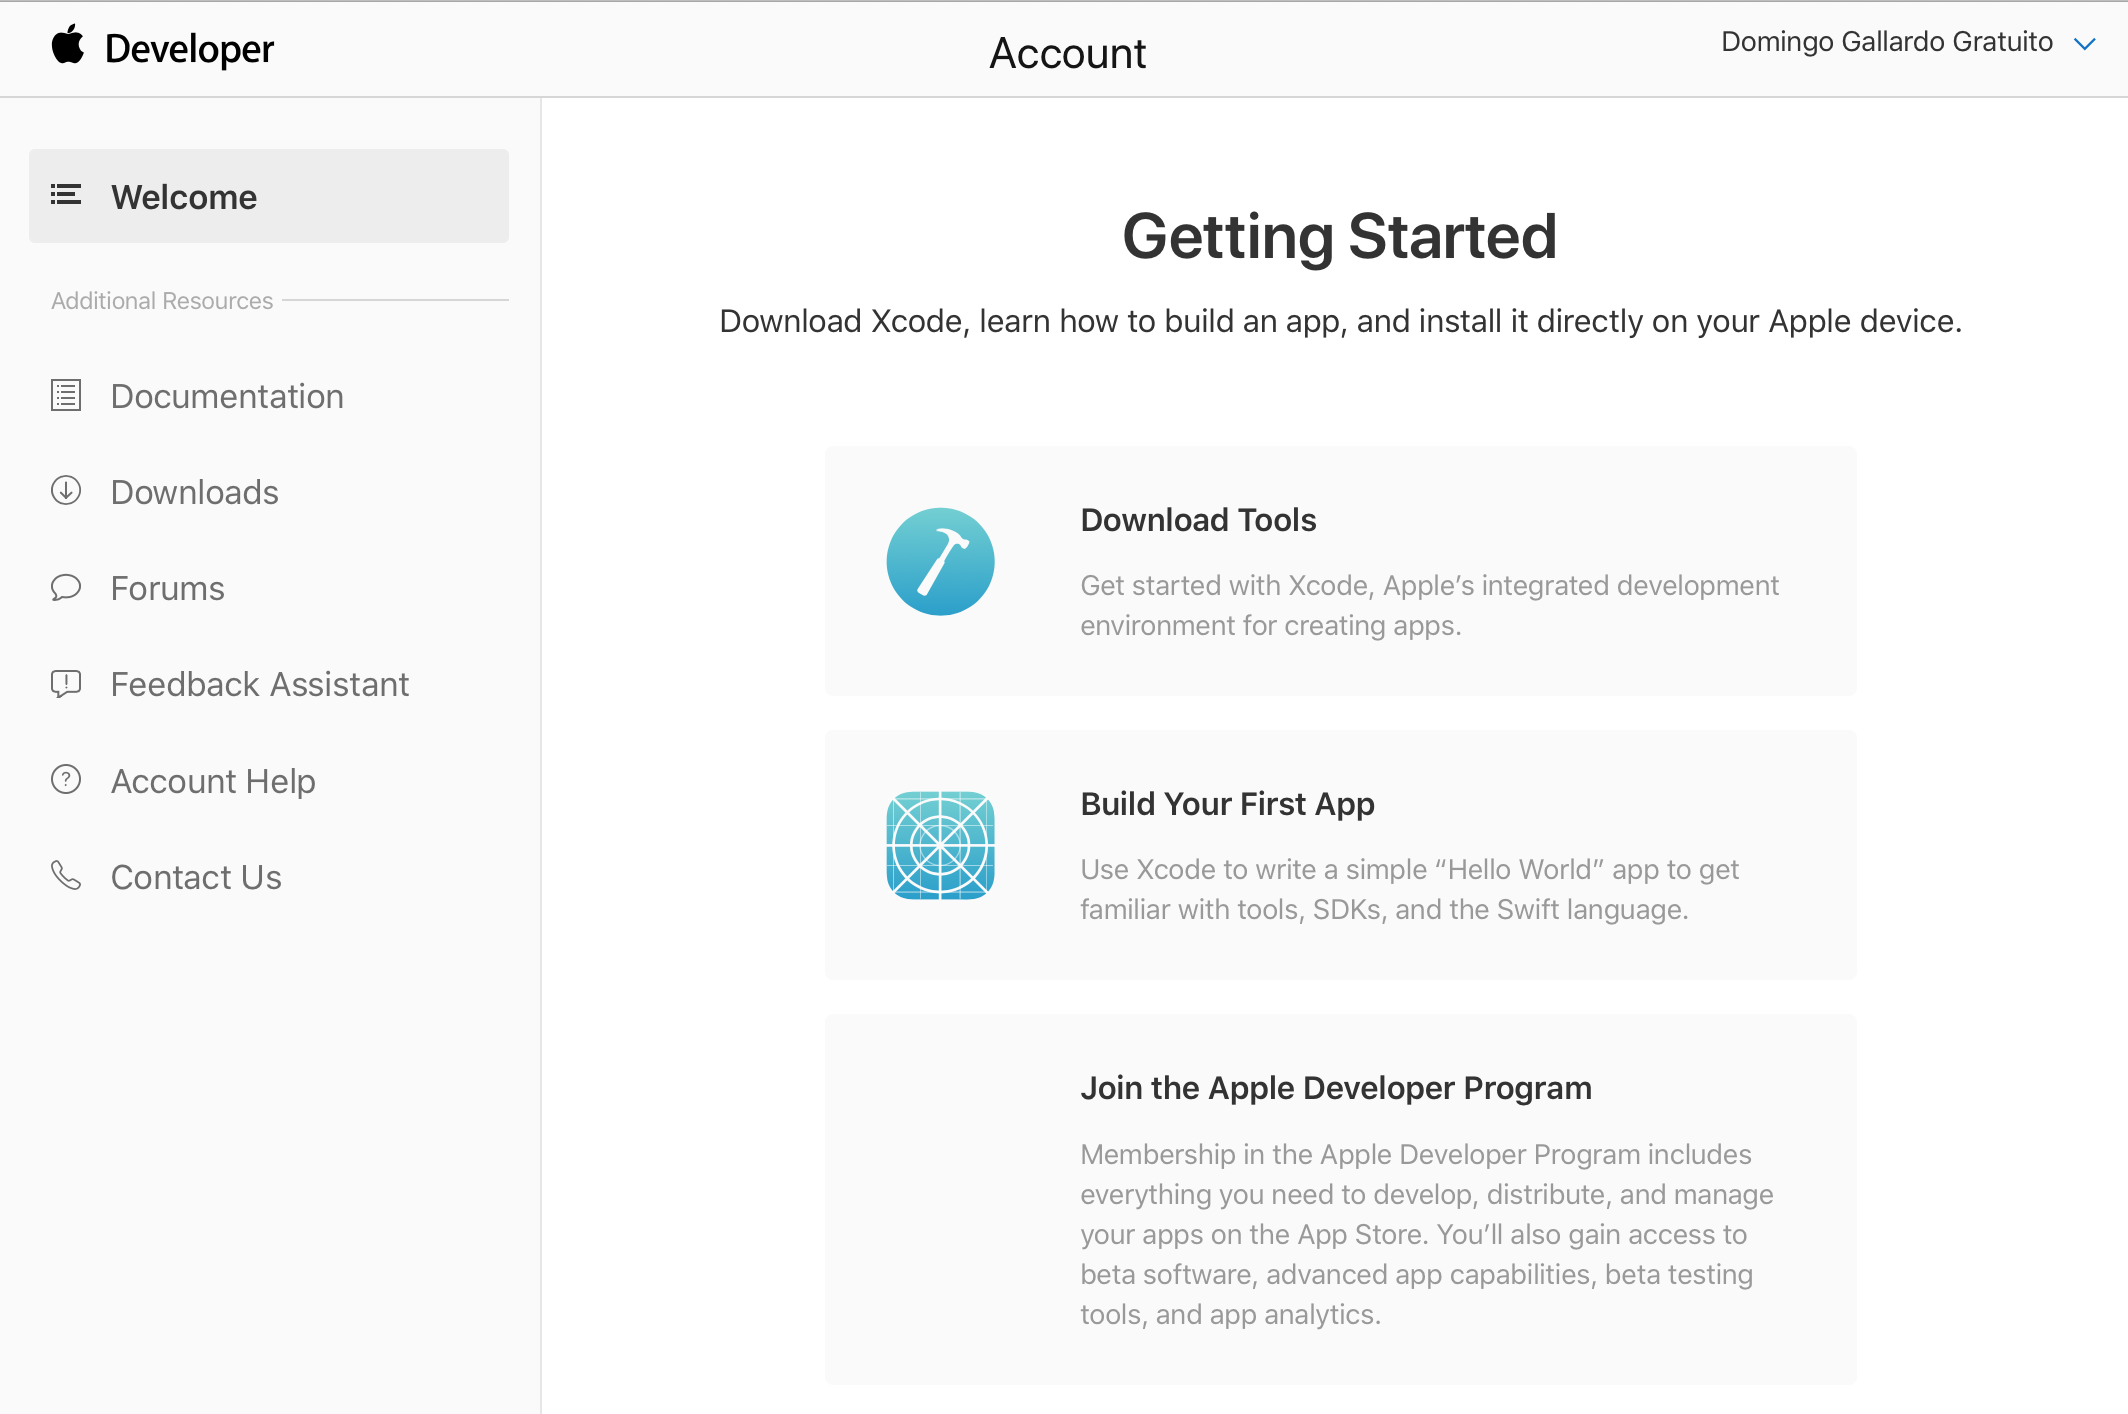 Developer
Account
Domingo Gallardo Gratuito
Welcome
Additional Resources
Documentation
Downloads
Forums
Feedback Assistant
Account Help
Contact Us
Getting Started
Download Xcode, learn how to build an app, and install it directly on your Apple device.
Download Tools
Get started with Xcode, Apple’s integrated development
environment for creating apps.
Build Your First App
Use Xcode to write a simple “Hello World” app to get
familiar with tools, SDKs, and the Swift language.
Join the Apple Developer Program
Membership in the Apple Developer Program includes
everything you need to develop, distribute, and manage
your apps on the App Store. You’ll also gain access to
beta software, advanced app capabilities, beta testing
tools, and app analytics.